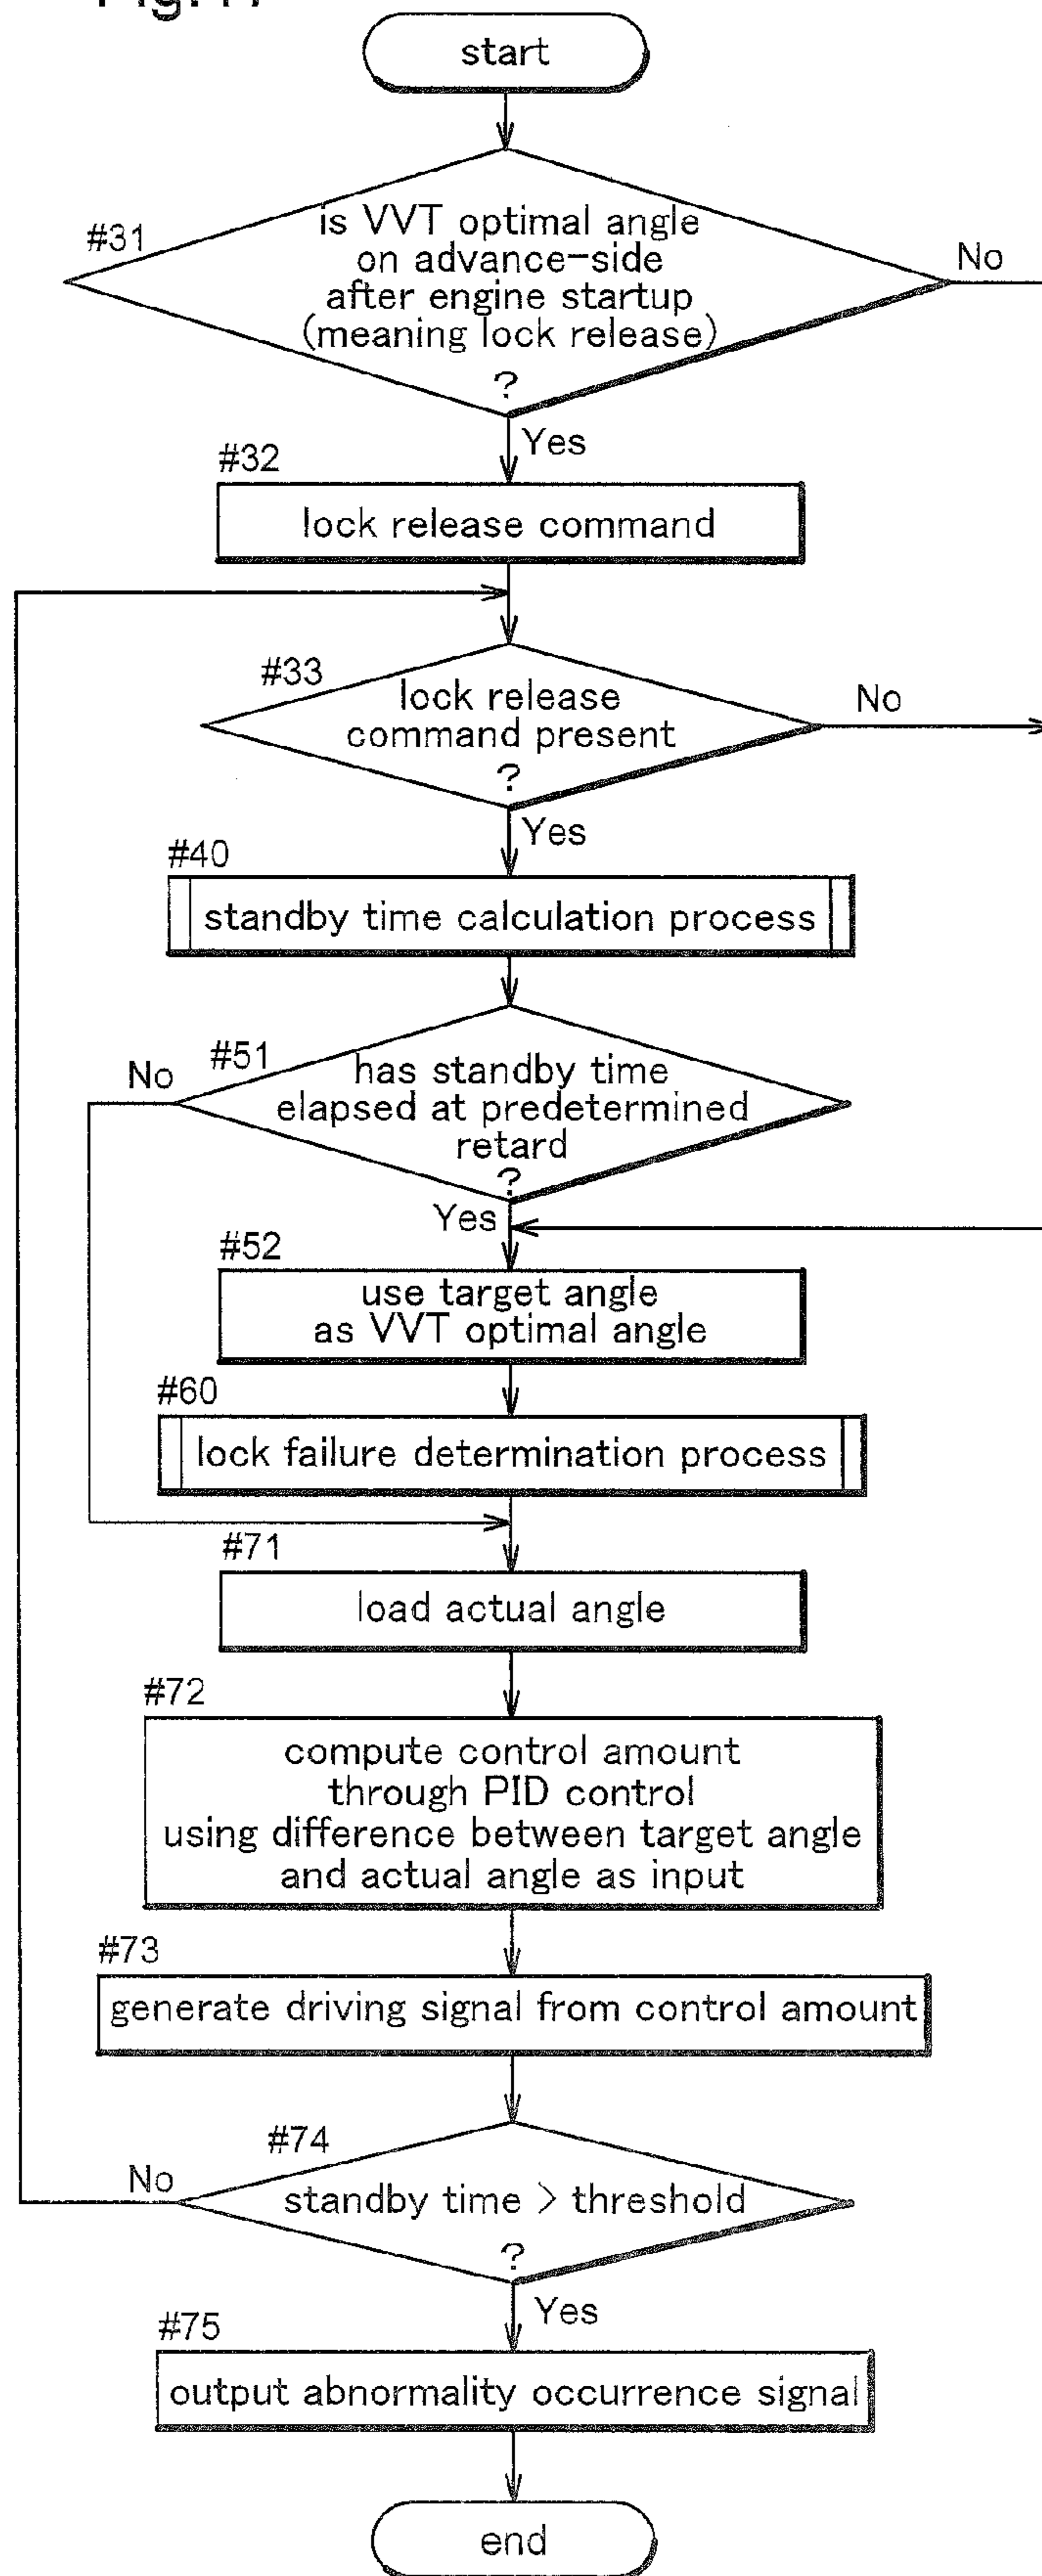 start
#31
is VVT optimal angle
on advance-side
after engine startup
(meaning lock release)
?
No
Yes
#32
lock release command
#33
lock release
command present
?
No
Yes
#40
standby time calculation process
#51
No
has standby time
elapsed at predetermined
retard
?
Yes
#52
use target angle
as VVT optimal angle
#60
lock failure determination process
#71
load actual angle
#72
compute control amount
through PID control
using difference between target angle
and actual angle as input
#73
generate driving signal from control amount
#74
No
standby time > threshold
?
Yes
#75
output abnormality occurrence signal
end